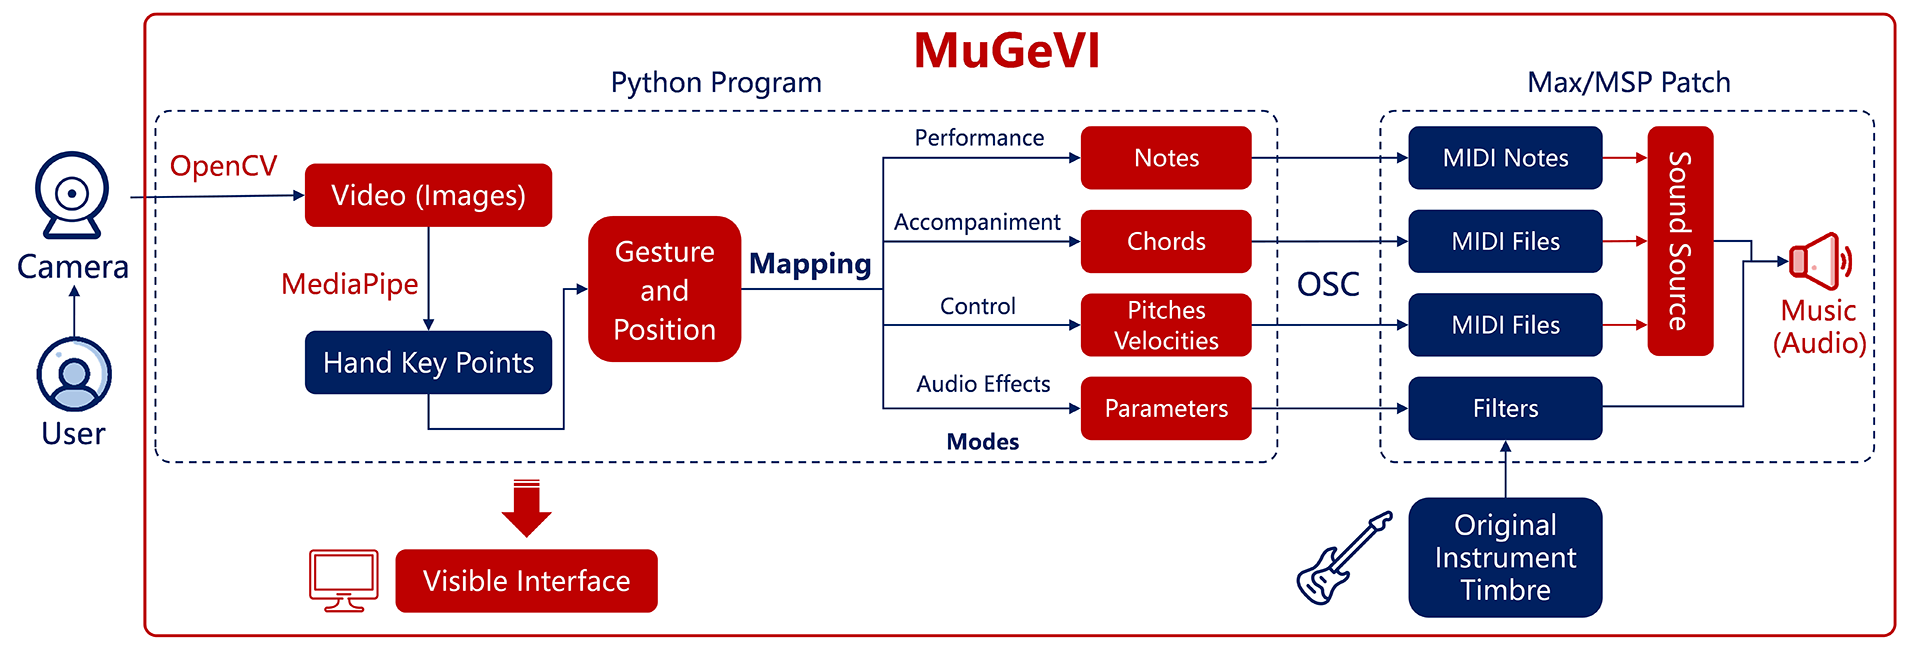 MuGeVI
Python Program
Max/MSP Patch
OpenCV
Camera
User
Video (Images)
MediaPipe
Hand Key Points
Gesture
and
Position
Mapping
Performance
Accompaniment
Control
Audio Effects
Modes
Notes
Chords
Pitches
Velocities
Parameters
OSC
MIDI Notes
MIDI Files
MIDI Files
Filters
Sound Source
Music
(Audio)
Visible Interface
Original
Instrument
Timbre